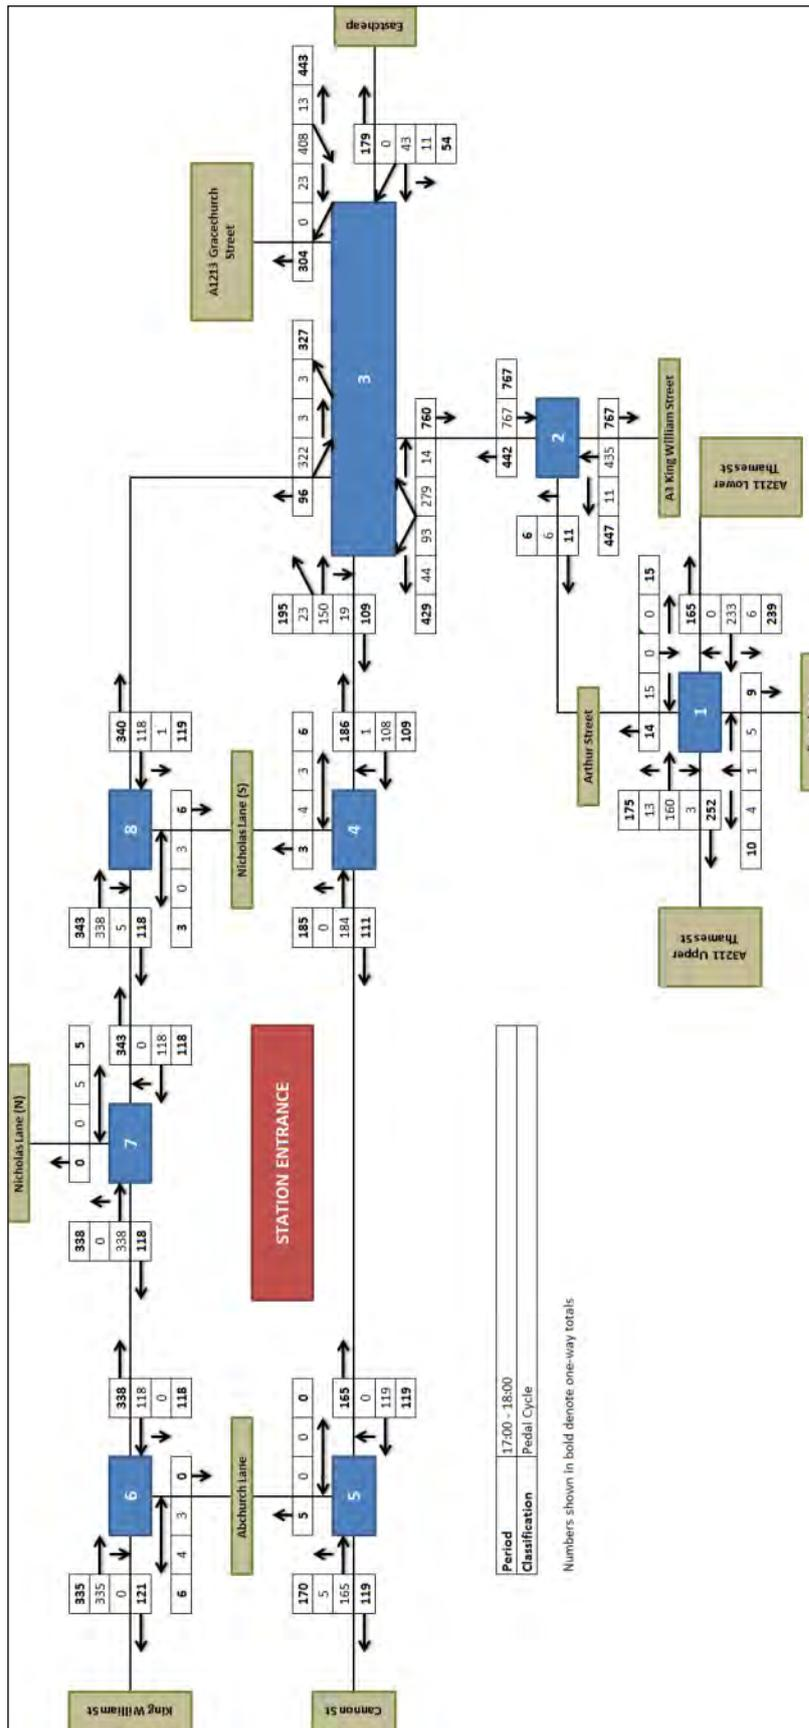 Nicholas Lane (N)
338
0
338
118
0 0 5 5
343
0
118
118
7
King William St
335
335
0
121
6
338
118
0
118
6 4 3 0
343
338
5
118
8
340
118
1
119
3 0 3 6
Abchurch Lane
STATION ENTRANCE
Nicholas Lane (S)
A1213 Gracechurch
Street
96 322 3 3 327
304 0 23 408 13 443
Cannon St
170
5
165
119
5 0 0 0
5
165
0
119
119
185
0
184
111
3 4 3 6
4
186
1
108
109
195
23
150
19
109
3
179
0
43
11
54
Eastcheap
429 44 93 279 14 760
442 767 767
6
6
11
2
447 11 435 767
Arthur Street
A3 King William Street
14 15 0 0 15
175
13
160
3
252
1
165
0
233
6
239
10 4 1 5 9
A3211 Upper
Thames St
A3211 Lower
Thames St
Period 17:00 - 18:00
Classification Pedal Cycle
Numbers shown in bold denote one-way totals